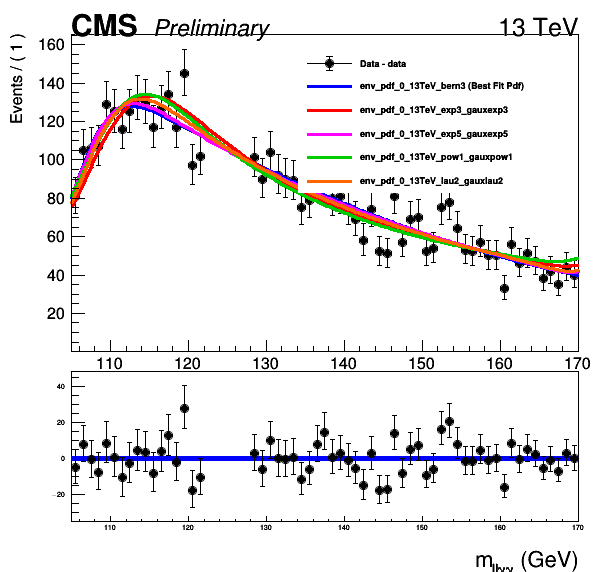 CMS Preliminary 13 TeV
Events / ( 1 )
160
140
120
100
80
60
40
20
Data - data
env_pdf_0_13TeV_bern3 (Best Fit Pdf)
env_pdf_0_13TeV_exp3_gauxexp3
env_pdf_0_13TeV_exp5_gauxexp5
env_pdf_0_13TeV_pow1_gauxpow1
env_pdf_0_13TeV_lau2_gauxlau2
110 120 130 140 150 160 170
40
20
0
−20
110 120 130 140 150 160 170
m_{llγγ} (GeV)